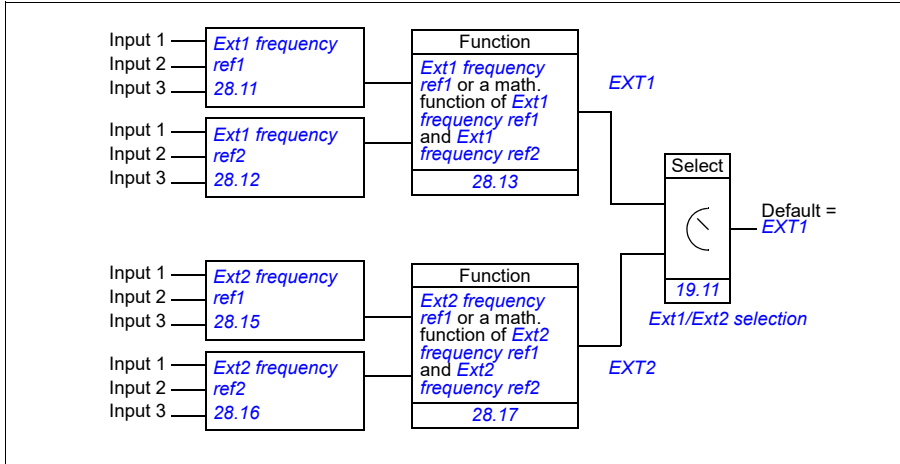 Input 1
Input 2
Input 3
Ext1 frequency
ref1
28.11
Input 1
Input 2
Input 3
Ext1 frequency
ref2
28.12
Function
Ext1 frequency
ref1 or a math.
function of Ext1
frequency ref1
and Ext1
frequency ref2
28.13
EXT1
Select
19.11
Default =
EXT1
Ext1/Ext2 selection
Input 1
Input 2
Input 3
Ext2 frequency
ref1
28.15
Input 1
Input 2
Input 3
Ext2 frequency
ref2
28.16
Function
Ext2 frequency
ref1 or a math.
function of Ext2
frequency ref1
and Ext2
frequency ref2
28.17
EXT2